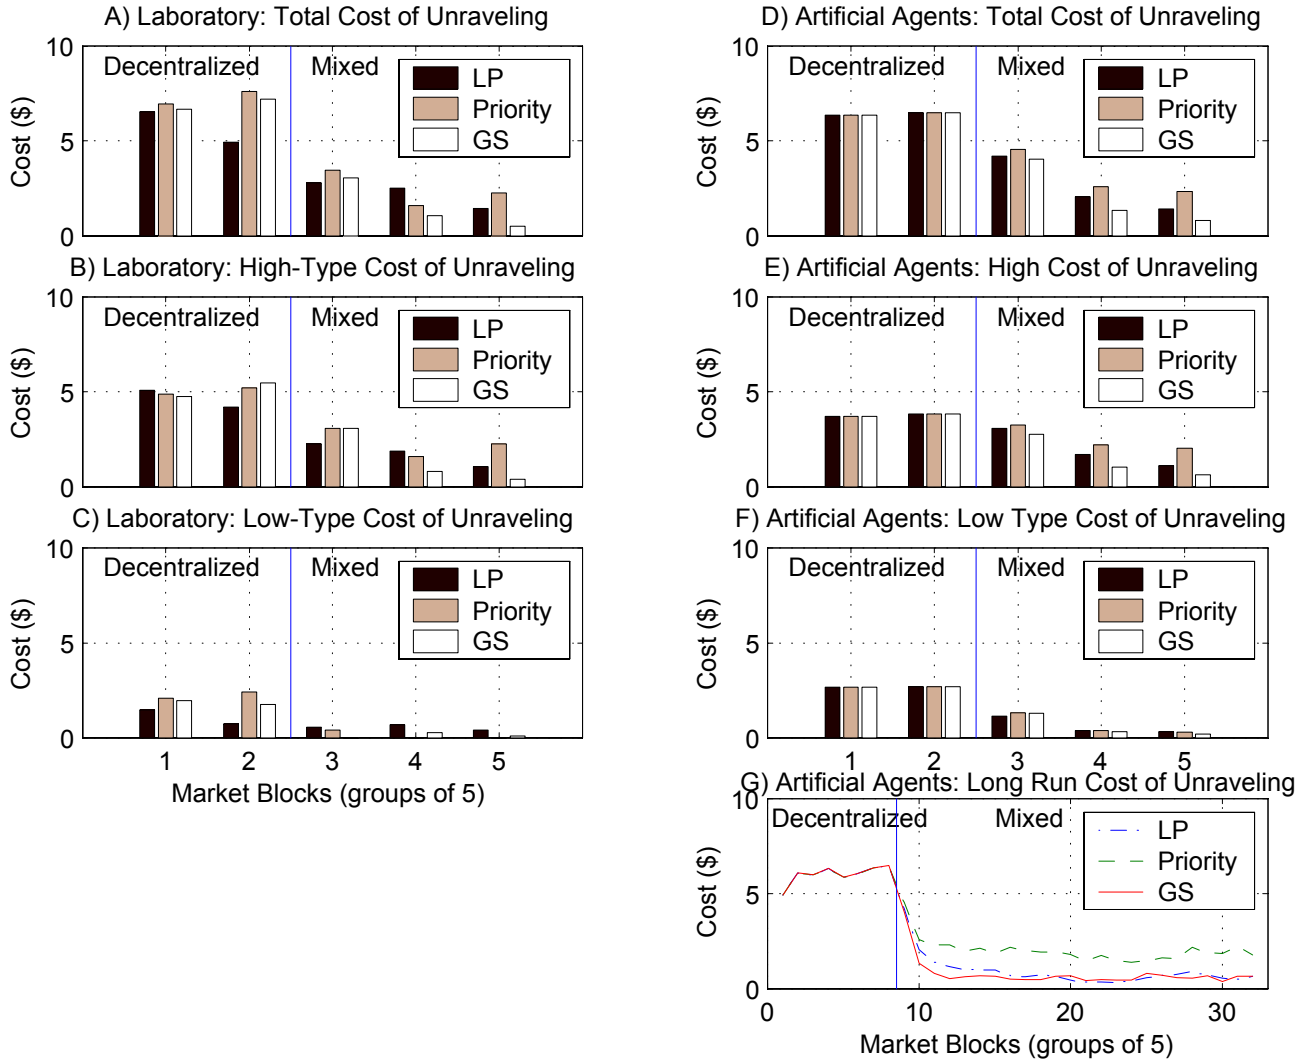 A) Laboratory: Total Cost of Unraveling
10
5
0
Cost ($)
Decentralized
Mixed
LP
Priority
GS
B) Laboratory: High-Type Cost of Unraveling
10
5
0
Cost ($)
Decentralized
Mixed
LP
Priority
GS
C) Laboratory: Low-Type Cost of Unraveling
10
5
0
Cost ($)
Decentralized
Mixed
LP
Priority
GS
1 2 3 4 5
Market Blocks (groups of 5)
D) Artificial Agents: Total Cost of Unraveling
10
5
0
Cost ($)
Decentralized
Mixed
LP
Priority
GS
E) Artificial Agents: High Cost of Unraveling
10
5
0
Cost ($)
Decentralized
Mixed
LP
Priority
GS
F) Artificial Agents: Low Type Cost of Unraveling
10
5
0
Cost ($)
Decentralized
Mixed
LP
Priority
GS
1 2 3 4 5
G) Artificial Agents: Long Run Cost of Unraveling
10
5
0
Cost ($)
Decentralized
Mixed
LP
Priority
GS
0 10 20 30
Market Blocks (groups of 5)